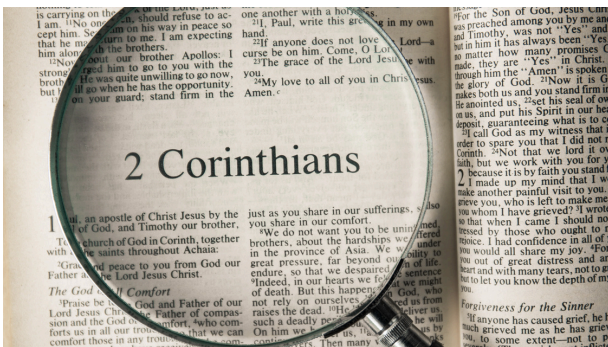 is carrying on the
I am. ¹¹No one, should refuse to ac-
cept him. Send on his way in peace so
that he may return to me. I am expecting
him along with the brothers.
¹²Now about our brother Apollos: I
strongly urged him to go to you with the
brothers. He was quite unwilling to go now,
but he will go when he has the opportunity.
on your guard; stand firm in the
one another with a holy
²¹I, Paul, write this greeting in my own
hand.
²²If anyone does not love the Lord—a
curse be on him. Come, O Lord
²³The grace of the Lord Jesus be with
you.
²⁴My love to all of you in Christ Jesus.
Amen.
2 Corinthians
1 Paul, an apostle of Christ Jesus by the
will of God, and Timothy our brother,
To the church of God in Corinth, together
with all the saints throughout Achaia:
²Grace and peace to you from God our
Father and the Lord Jesus Christ.
The God of All Comfort
³Praise be to the God and Father of our
Lord Jesus Christ, the Father of compas-
sion and the God of all comfort, ⁴who com-
forts us in all our troubles, so that we can
comfort those in any
just as you share in our sufferings, so also
you share in our comfort.
⁸We do not want you to be uninformed,
brothers, about the hardships we suffered
in the province of Asia. We were under
great pressure, far beyond our ability to
endure, so that we despaired even of life.
⁹Indeed, in our hearts we felt the sentence
of death. But this happened that we might
not rely on ourselves but on God, who
raises the dead. ¹⁰He has delivered us from
such a deadly peril, and he will deliver us.
On him we have set our hope
continue Then many
¹⁹For the Son of God, Jesus Christ
was preached among you by me and
and Timothy, was not "Yes" and
but in him it has always been "Yes
no matter how many promises G
made, they are "Yes" in Christ.
through him the "Amen" is spoken
the glory of God. ²¹Now it is G
makes both us and you stand firm in
He anointed us, ²²set his seal of ow
on us, and put his Spirit in our hea
deposit, guaranteeing what is to c
²³I call God as my witness that
order to spare you that I did not r
Corinth. ²⁴Not that we lord it ov
faith, but we work with you for y
because it is by faith you stand
2 I made up my mind that I w
make another painful visit to you.
grieve you, who is left to make me
you whom I have grieved? ³I wrot
so that when I came I should no
tressed by those who ought to m
rejoice. I had confidence in all of
you would all share my joy. ⁴For
you out of great distress and an
heart and with many tears, not to g
but to let you know the depth of my
Forgiveness for the Sinner
⁵If anyone has caused grief, he h
much grieved me as he has griev
you, to some extent—not to p